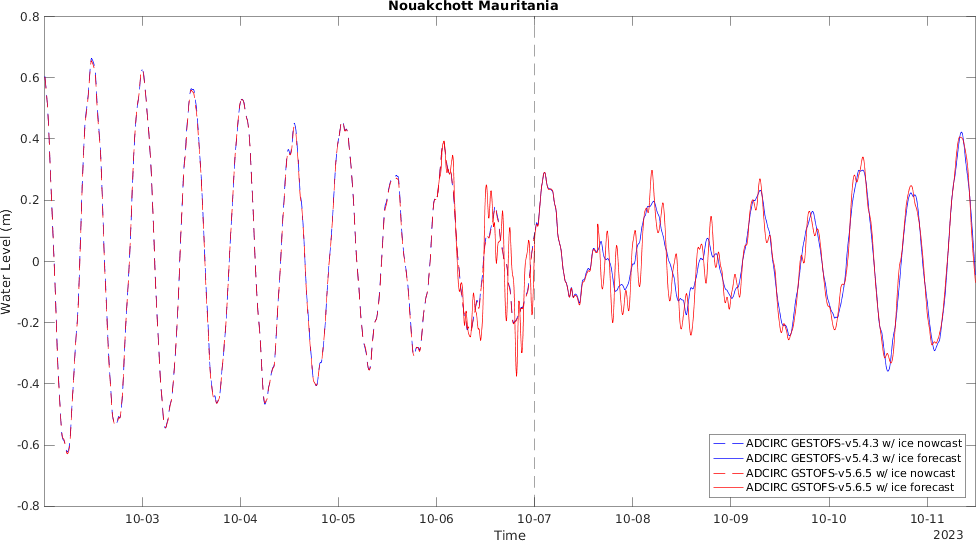 Nouakchott Mauritania
0.8
0.6
0.4
0.2
0
-0.2
-0.4
-0.6
-0.8
Water Level (m)
10-03
10-04
10-05
10-06
10-07
10-08
10-09
10-10
10-11
Time
2023
ADCIRC GESTOFS-v5.4.3 w/ ice nowcast
ADCIRC GESTOFS-v5.4.3 w/ ice forecast
ADCIRC GSTOFS-v5.6.5 w/ ice nowcast
ADCIRC GSTOFS-v5.6.5 w/ ice forecast